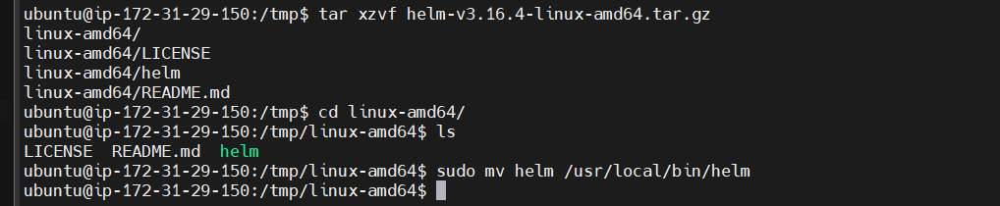 ubuntu@ip-172-31-29-150:/tmp$ tar xzvf helm-v3.16.4-linux-amd64.tar.gz
linux-amd64/
linux-amd64/LICENSE
linux-amd64/helm
linux-amd64/README.md
ubuntu@ip-172-31-29-150:/tmp$ cd linux-amd64/
ubuntu@ip-172-31-29-150:/tmp/linux-amd64$ ls
LICENSE  README.md  helm
ubuntu@ip-172-31-29-150:/tmp/linux-amd64$ sudo mv helm /usr/local/bin/helm
ubuntu@ip-172-31-29-150:/tmp/linux-amd64$